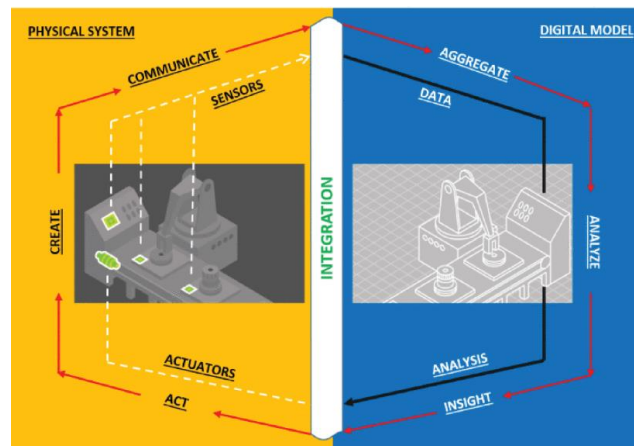 PHYSICAL SYSTEM
DIGITAL MODEL
COMMUNICATE
SENSORS
AGGREGATE
DATA
CREATE
INTEGRATION
ANALYZE
ACTUATORS
ACT
ANALYSIS
INSIGHT